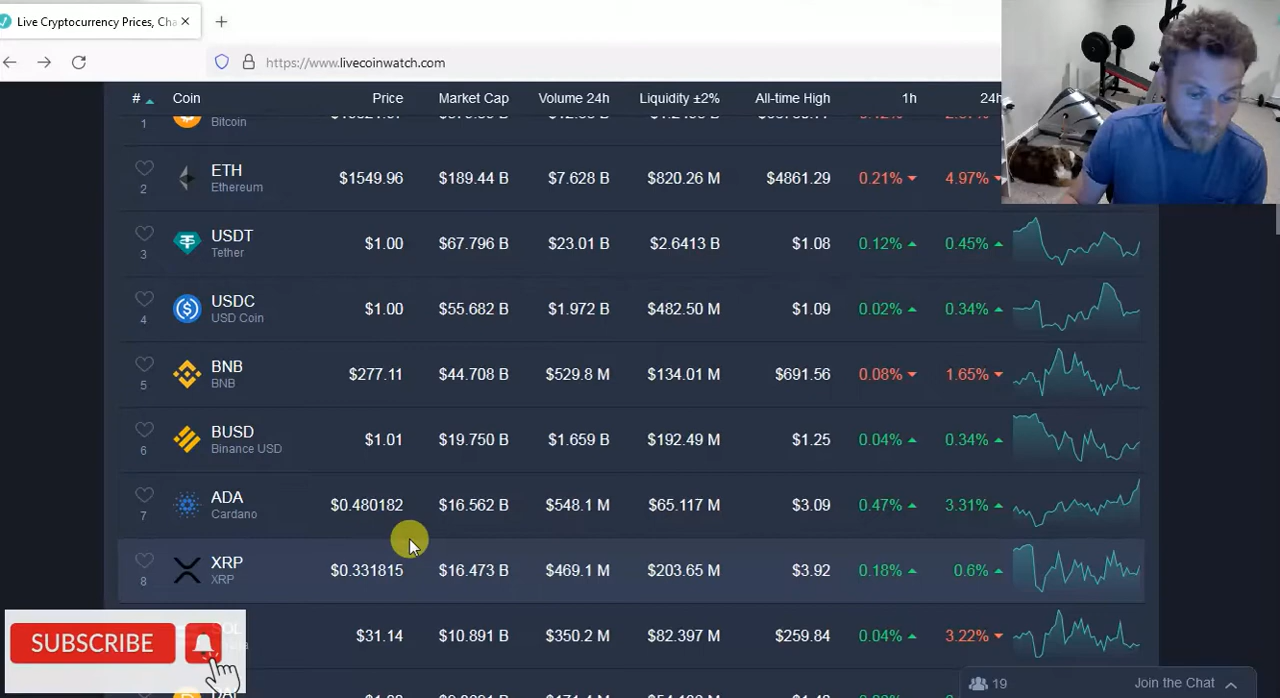 Live Cryptocurrency Prices, Cha
https://www.livecoinwatch.com
# Coin Price Market Cap Volume 24h Liquidity ±2% All-time High 1h 24h
1 Bitcoin
ETH
2 Ethereum $1549.96 $189.44 B $7.628 B $820.26 M $4861.29 0.21% 4.97%
USDT
3 Tether $1.00 $67.796 B $23.01 B $2.6413 B $1.08 0.12% 0.45%
USDC
4 USD Coin $1.00 $55.682 B $1.972 B $482.50 M $1.09 0.02% 0.34%
BNB
5 BNB $277.11 $44.708 B $529.8 M $134.01 M $691.56 0.08% 1.65%
BUSD
6 Binance USD $1.01 $19.750 B $1.659 B $192.49 M $1.25 0.04% 0.34%
ADA
7 Cardano $0.480182 $16.562 B $548.1 M $65.117 M $3.09 0.47% 3.31%
XRP
8 XRP $0.331815 $16.473 B $469.1 M $203.65 M $3.92 0.18% 0.6%
SOL
$31.14 $10.891 B $350.2 M $82.397 M $259.84 0.04% 3.22%
SUBSCRIBE
19 Join the Chat